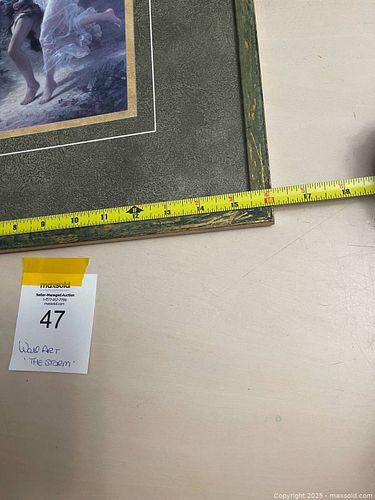 8 9 10 11 12 13 14 15 16 17 18
maxsold
Seller-Managed Auction
maxsold.com
47
WALL ART
'THE STORM'
Copyright 2025 - maxsold.com